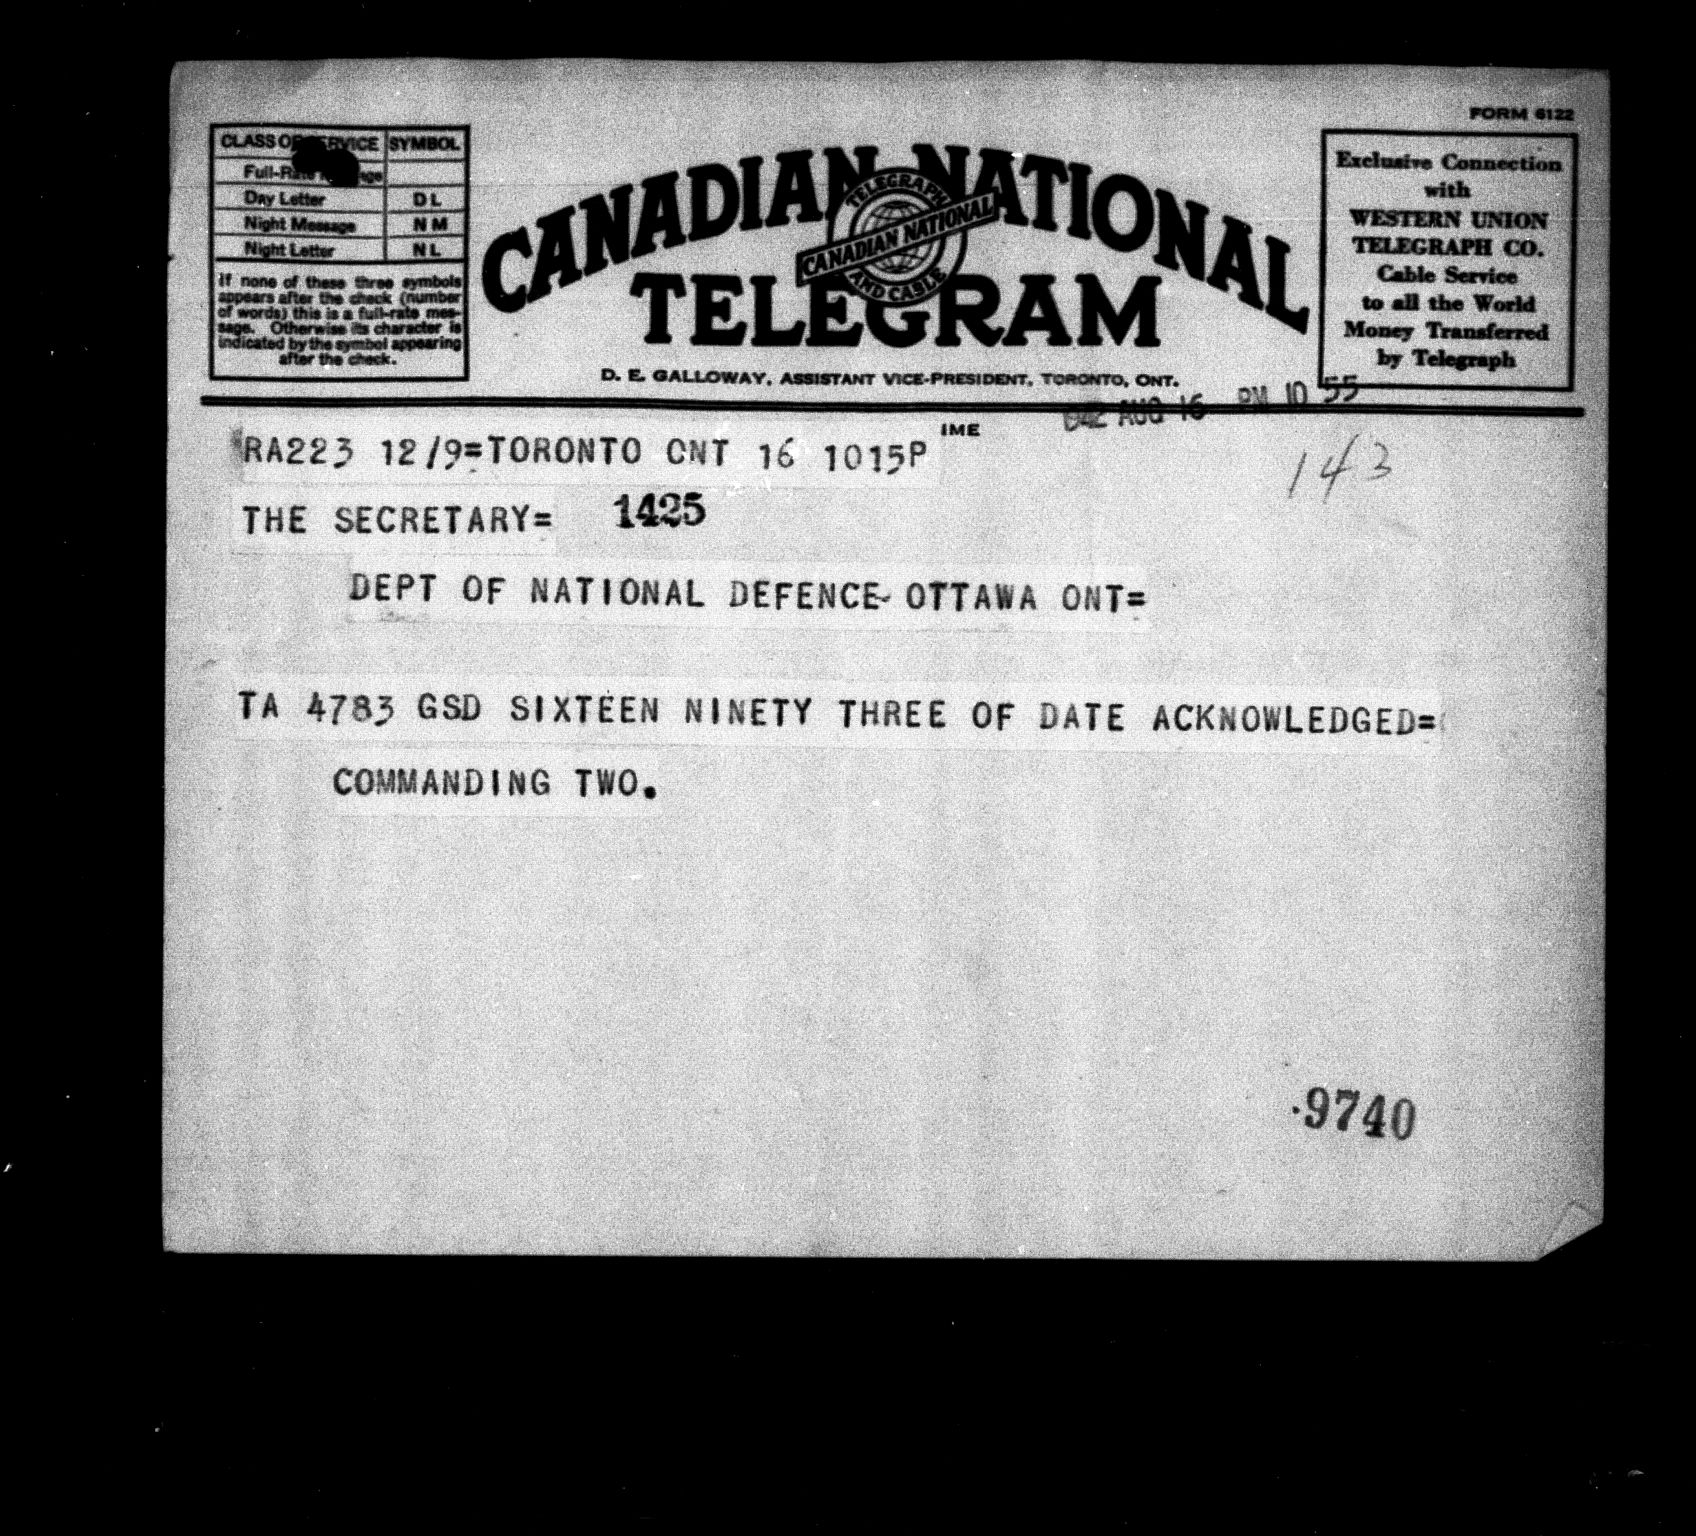 FORM 6122
CLASS OF SERVICE SYMBOL
Full-Rate
Day Letter DL
Night Message NM
Night Letter NL
If none of these three symbols
appears after the check (number
of words) this is a full-rate mes-
sage. Otherwise its character is
indicated by the symbol appearing
after the check.
CANADIAN NATIONAL
TELEGRAPH
CANADIAN NATIONAL
AND CABLE
TELEGRAM
D. E. GALLOWAY, ASSISTANT VICE-PRESIDENT, TORONTO, ONT.
Exclusive Connection
with
WESTERN UNION
TELEGRAPH CO.
Cable Service
to all the World
Money Transferred
by Telegraph
AUG 16 PM 10 55
IME
RA223 12/9=TORONTO ONT 16 1015P
143
THE SECRETARY= 1425
DEPT OF NATIONAL DEFENCE OTTAWA ONT=
TA 4783 GSD SIXTEEN NINETY THREE OF DATE ACKNOWLEDGED=
COMMANDING TWO.
.9740